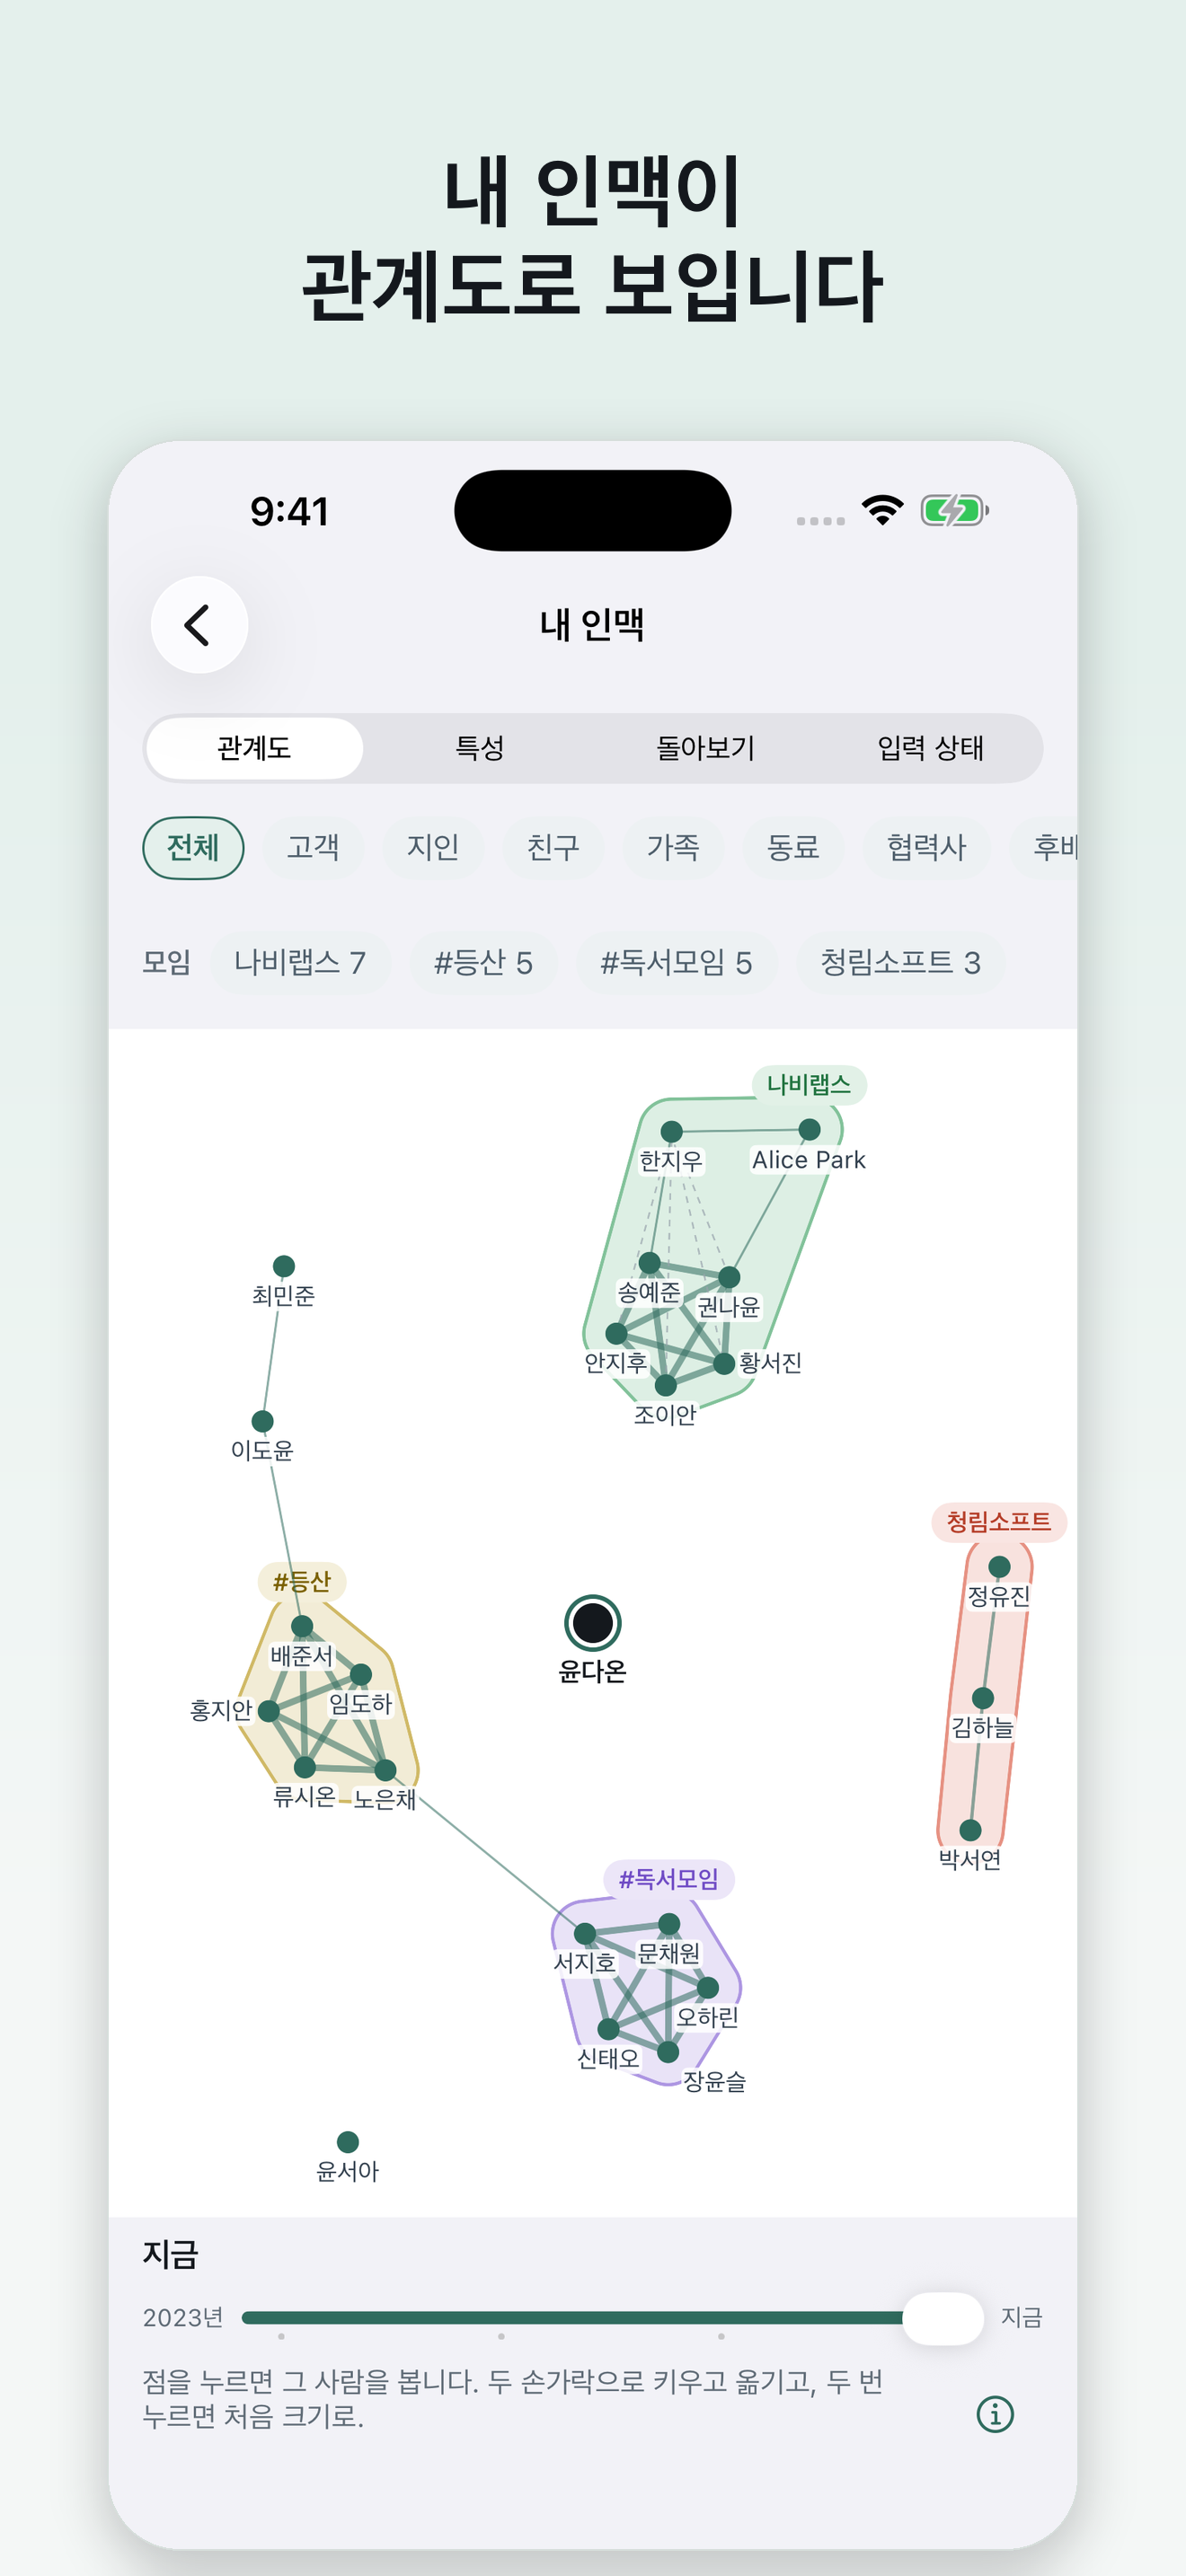 내 인맥이
관계도로 보입니다
9:41
내 인맥
관계도 특성 돌아보기 입력 상태
전체 고객 지인 친구 가족 동료 협력사
모임 나비랩스 7 #등산 5 #독서모임 5 청림소프트 3
나비랩스
한지우 Alice Park
최민준 송예준 권나윤
안지후 황서진
조이안
이도윤
청림소프트
#등산
정유진
배준서
윤다온
홍지안 임도하
김하늘
류시온 노은채
박서연
#독서모임
서지호 문채원
오하린
신태오
장윤슬
윤서아
지금
2023년 지금
점을 누르면 그 사람을 봅니다. 두 손가락으로 키우고 옮기고, 두 번
누르면 처음 크기로.